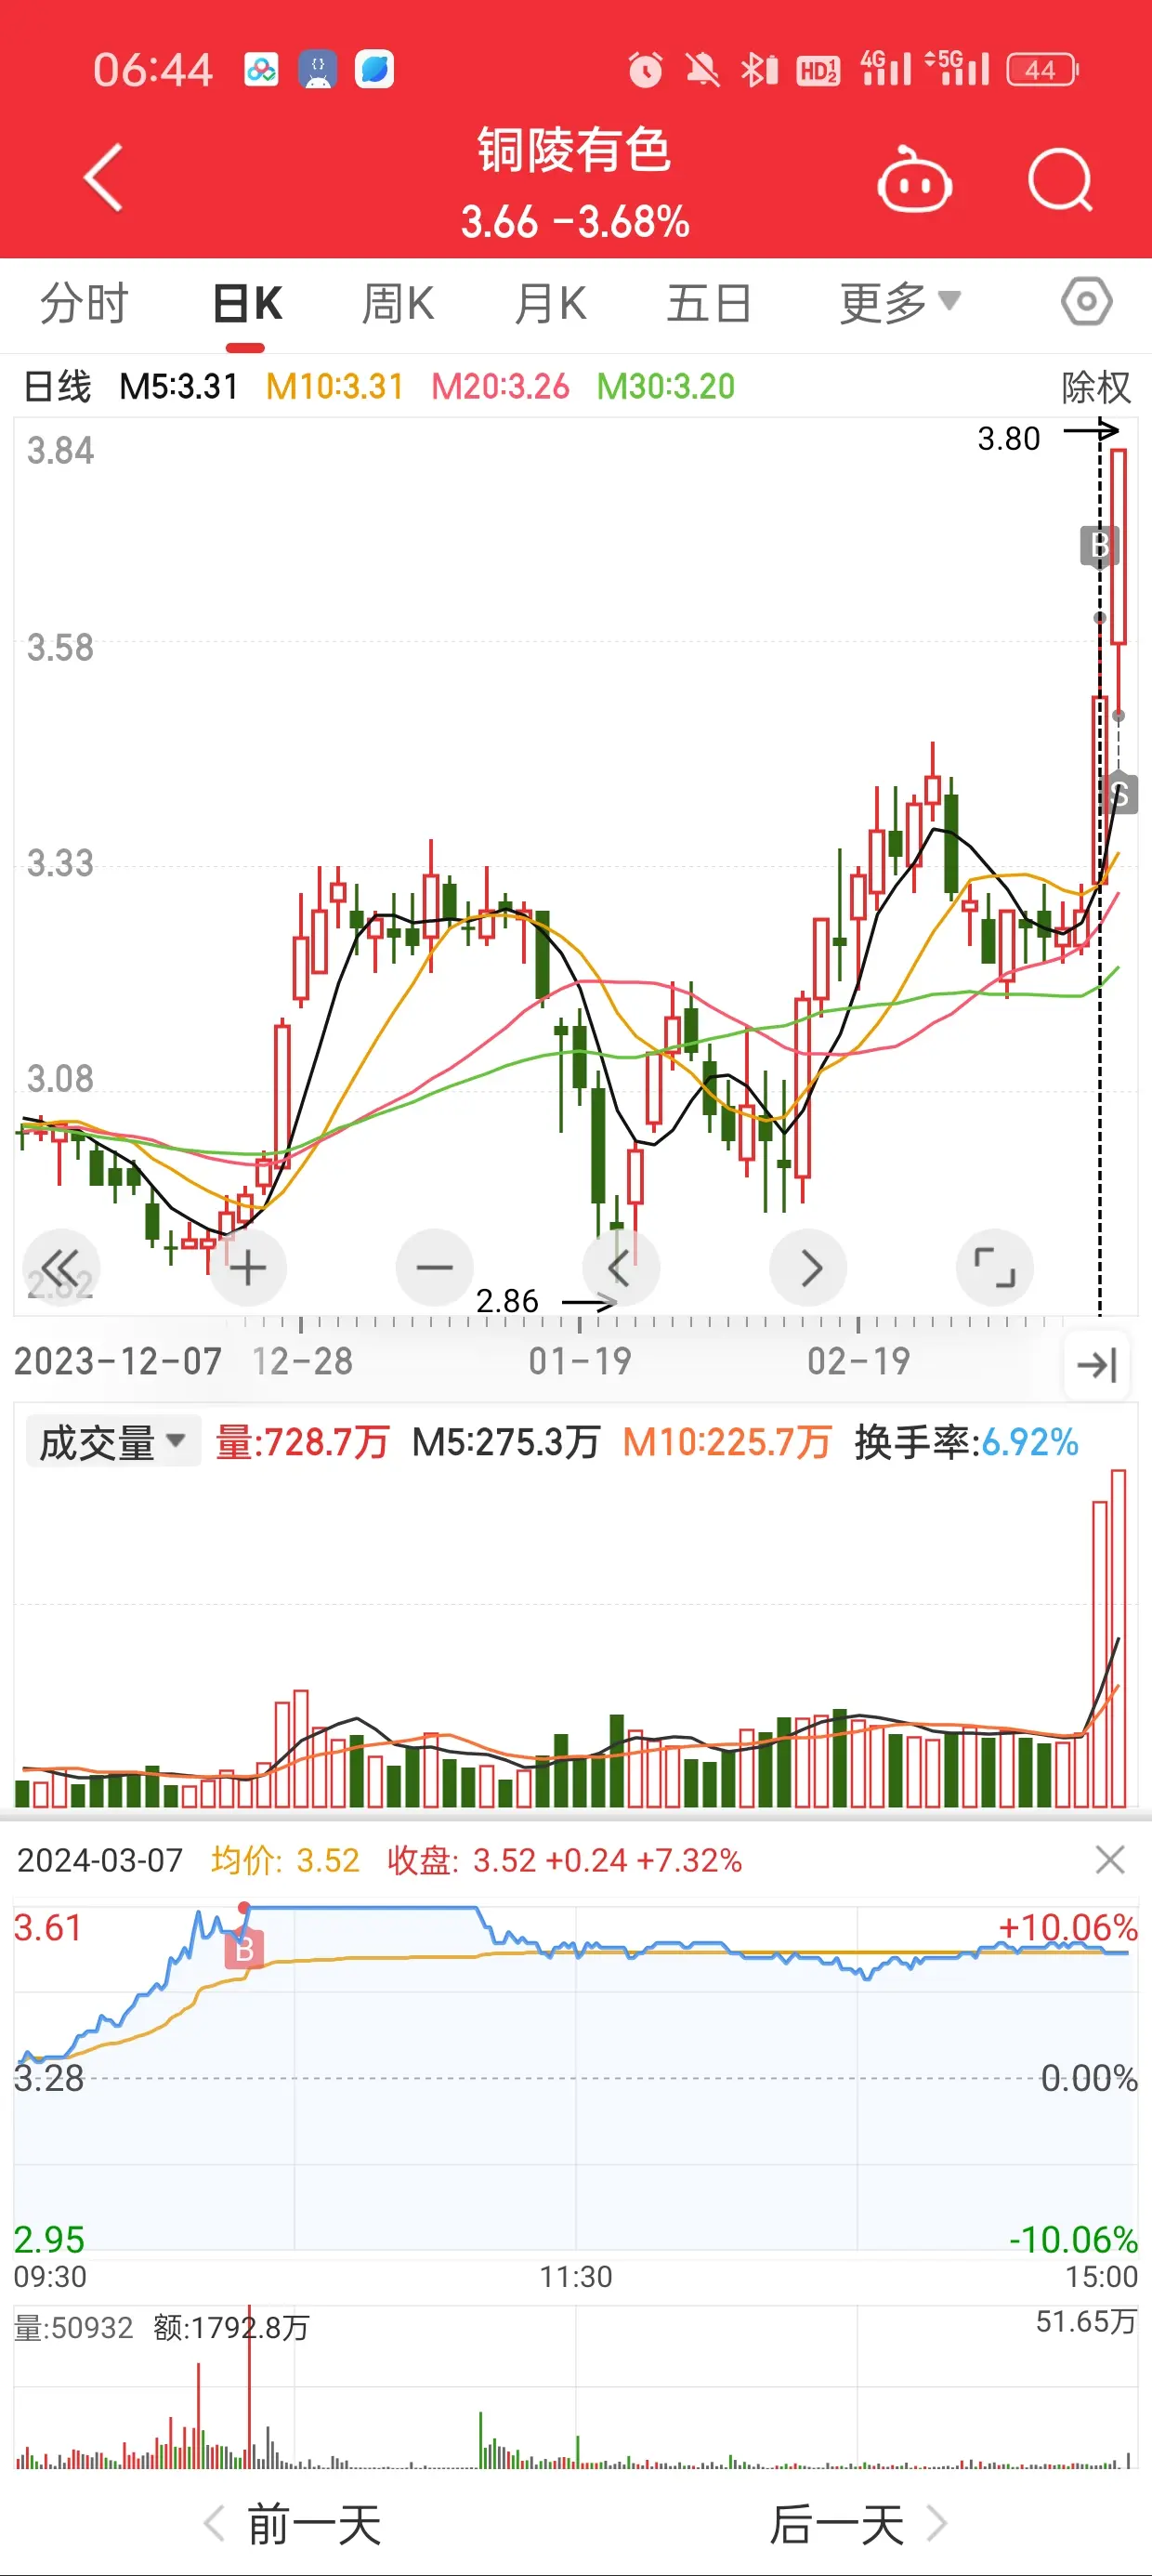 06:44 HD 1 2 4G 5G 44
铜陵有色
3.66 -3.68%
分时 日K 周K 月K 五日 更多
日线 M5:3.31 M10:3.31 M20:3.26 M30:3.20 除权
3.84
3.80
B
3.58
S
3.33
3.08
2.82
2.86
2023-12-07 12-28 01-19 02-19
成交量 量:728.7万 M5:275.3万 M10:225.7万 换手率:6.92%
2024-03-07 均价: 3.52 收盘: 3.52 +0.24 +7.32%
3.61 +10.06%
B
3.28 0.00%
2.95 -10.06%
09:30 11:30 15:00
量:50932 额:1792.8万 51.65万
前一天 后一天